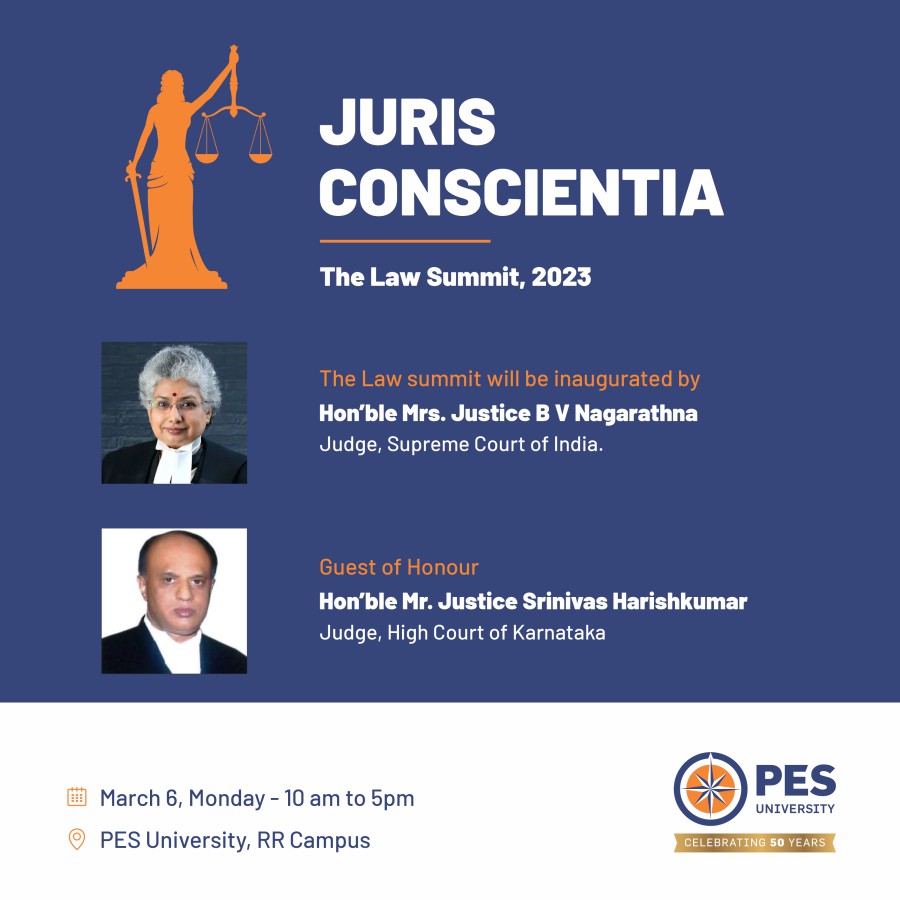 JURIS
CONSCIENTIA
The Law Summit, 2023
The Law summit will be inaugurated by
Hon’ble Mrs. Justice B V Nagarathna
Judge, Supreme Court of India.
Guest of Honour
Hon’ble Mr. Justice Srinivas Harishkumar
Judge, High Court of Karnataka
March 6, Monday - 10 am to 5pm
PES University, RR Campus
PES
UNIVERSITY
CELEBRATING 50 YEARS